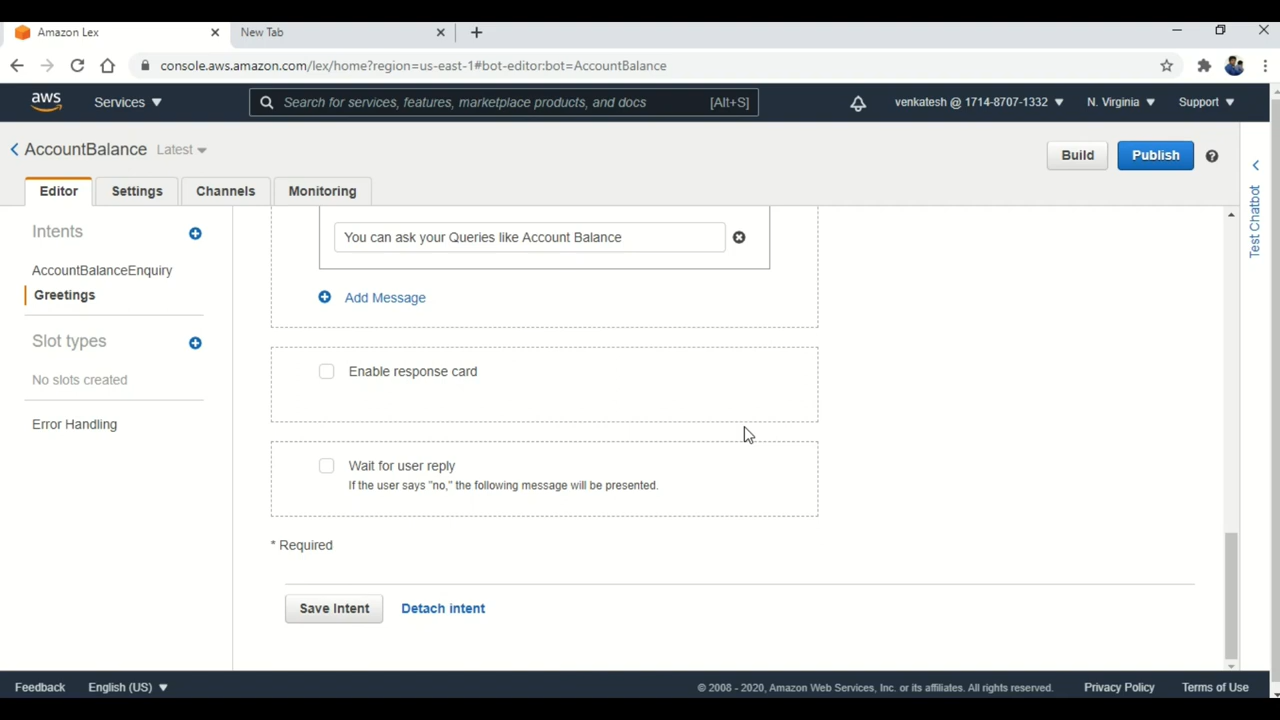 Amazon Lex
New Tab
console.aws.amazon.com/lex/home?region=us-east-1#bot-editor:bot=AccountBalance
aws Services Search for services, features, marketplace products, and docs [Alt+S] venkatesh @ 1714-8707-1332 N. Virginia Support
AccountBalance Latest
Build Publish
Editor Settings Channels Monitoring
Test Chatbot
Intents
AccountBalanceEnquiry
Greetings
Slot types
No slots created
Error Handling
You can ask your Queries like Account Balance
Add Message
Enable response card
Wait for user reply
If the user says "no," the following message will be presented.
* Required
Save Intent Detach intent
Feedback English (US) © 2008 - 2020, Amazon Web Services, Inc. or its affiliates. All rights reserved. Privacy Policy Terms of Use